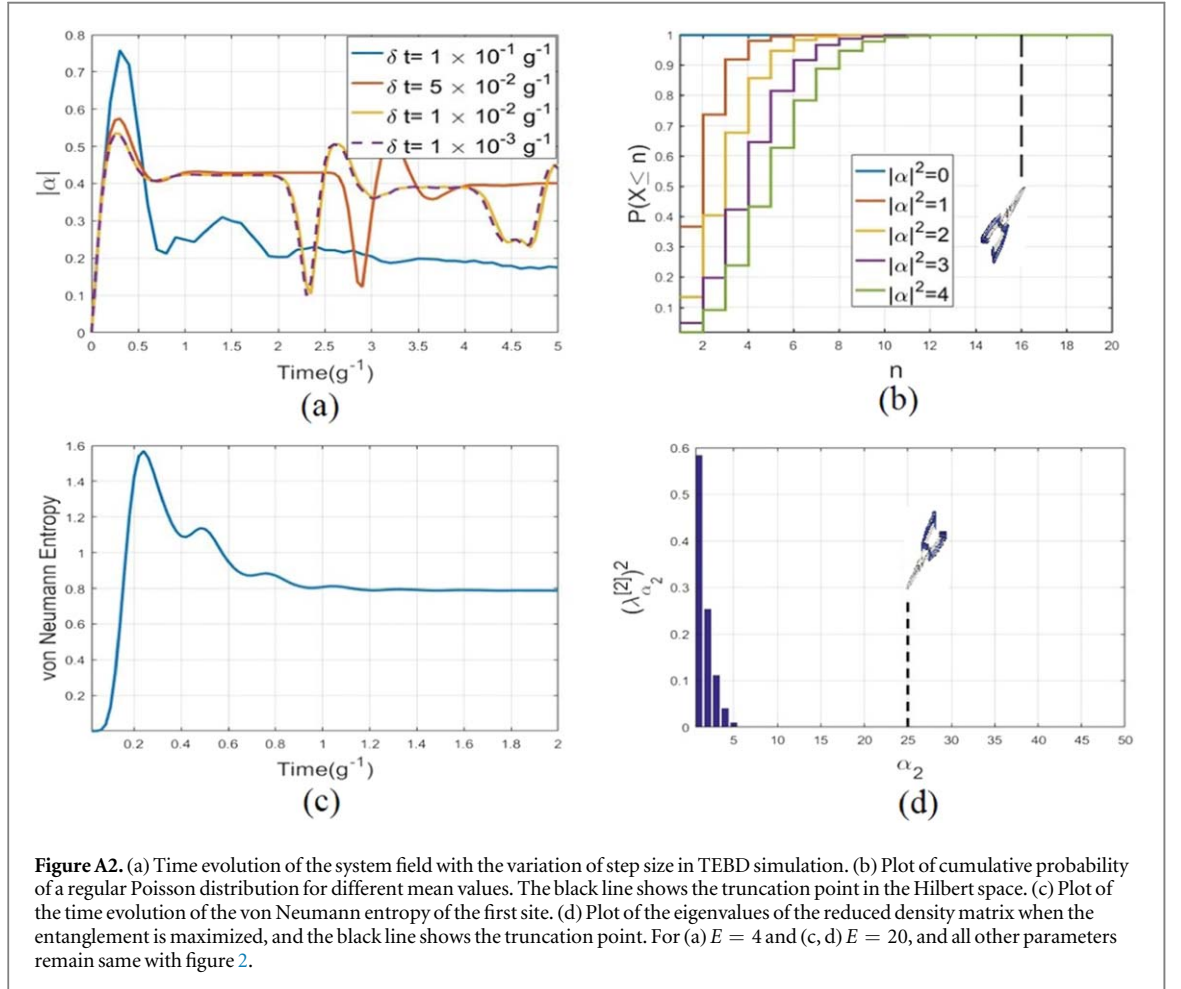 0.8
0.7
0.6
0.5
0.4
0.3
0.2
0.1
0
|α|
δ t= 1 × 10⁻¹ g⁻¹
δ t= 5 × 10⁻² g⁻¹
δ t= 1 × 10⁻² g⁻¹
δ t= 1 × 10⁻³ g⁻¹
0 0.5 1 1.5 2 2.5 3 3.5 4 4.5 5
Time(g⁻¹)
(a)
1
0.9
0.8
0.7
0.6
0.5
0.4
0.3
0.2
0.1
P(X≤ n)
|α|²=0
|α|²=1
|α|²=2
|α|²=3
|α|²=4
2 4 6 8 10 12 14 16 18 20
n
(b)
1.6
1.4
1.2
1
0.8
0.6
0.4
0.2
von Neumann Entropy
0.2 0.4 0.6 0.8 1 1.2 1.4 1.6 1.8 2
Time(g⁻¹)
(c)
0.6
0.5
0.4
0.3
0.2
0.1
0
(λ[2]α₂)²
5 10 15 20 25 30 35 40 45 50
α₂
(d)
Figure A2. (a) Time evolution of the system field with the variation of step size in TEBD simulation. (b) Plot of cumulative probability
of a regular Poisson distribution for different mean values. The black line shows the truncation point in the Hilbert space. (c) Plot of
the time evolution of the von Neumann entropy of the first site. (d) Plot of the eigenvalues of the reduced density matrix when the
entanglement is maximized, and the black line shows the truncation point. For (a) E = 4 and (c, d) E = 20, and all other parameters
remain same with figure 2.